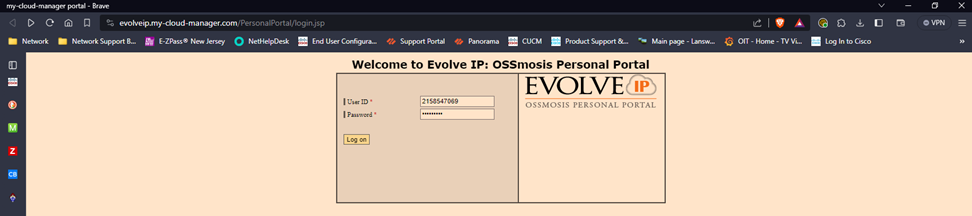 my-cloud-manager portal - Brave
evolveip.my-cloud-manager.com/PersonalPortal/login.jsp
VPN
Network
Network Support B...
E-ZPass® New Jersey
NetHelpDesk
End User Configura...
Support Portal
Panorama
CUCM
Product Support &...
Main page - Lansw...
OIT - Home - TV Vi...
Log In to Cisco
»
Welcome to Evolve IP: OSSmosis Personal Portal
User ID *
2158547069
Password *
•••••••••
Log on
EVOLVE IP
OSSMOSIS PERSONAL PORTAL
M
Z
CB